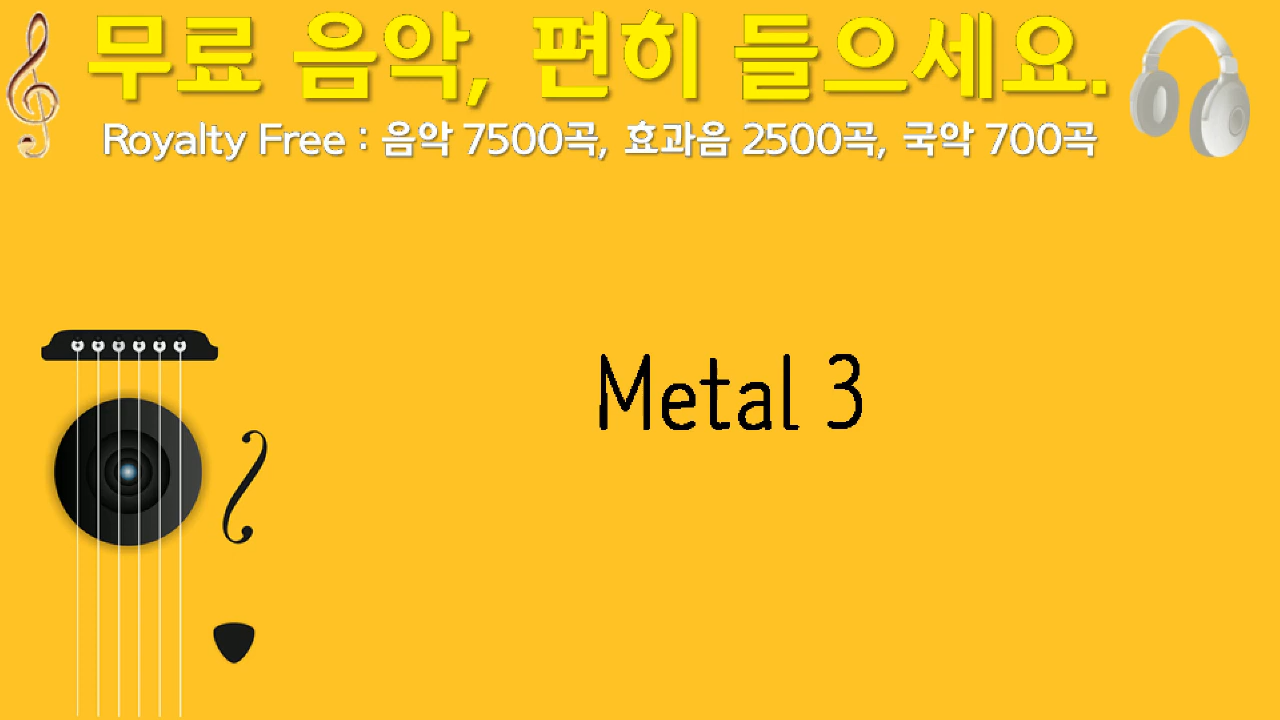 무료 음악, 편히 들으세요.
Royalty Free : 음악 7500곡, 효과음 2500곡, 국악 700곡
Metal 3